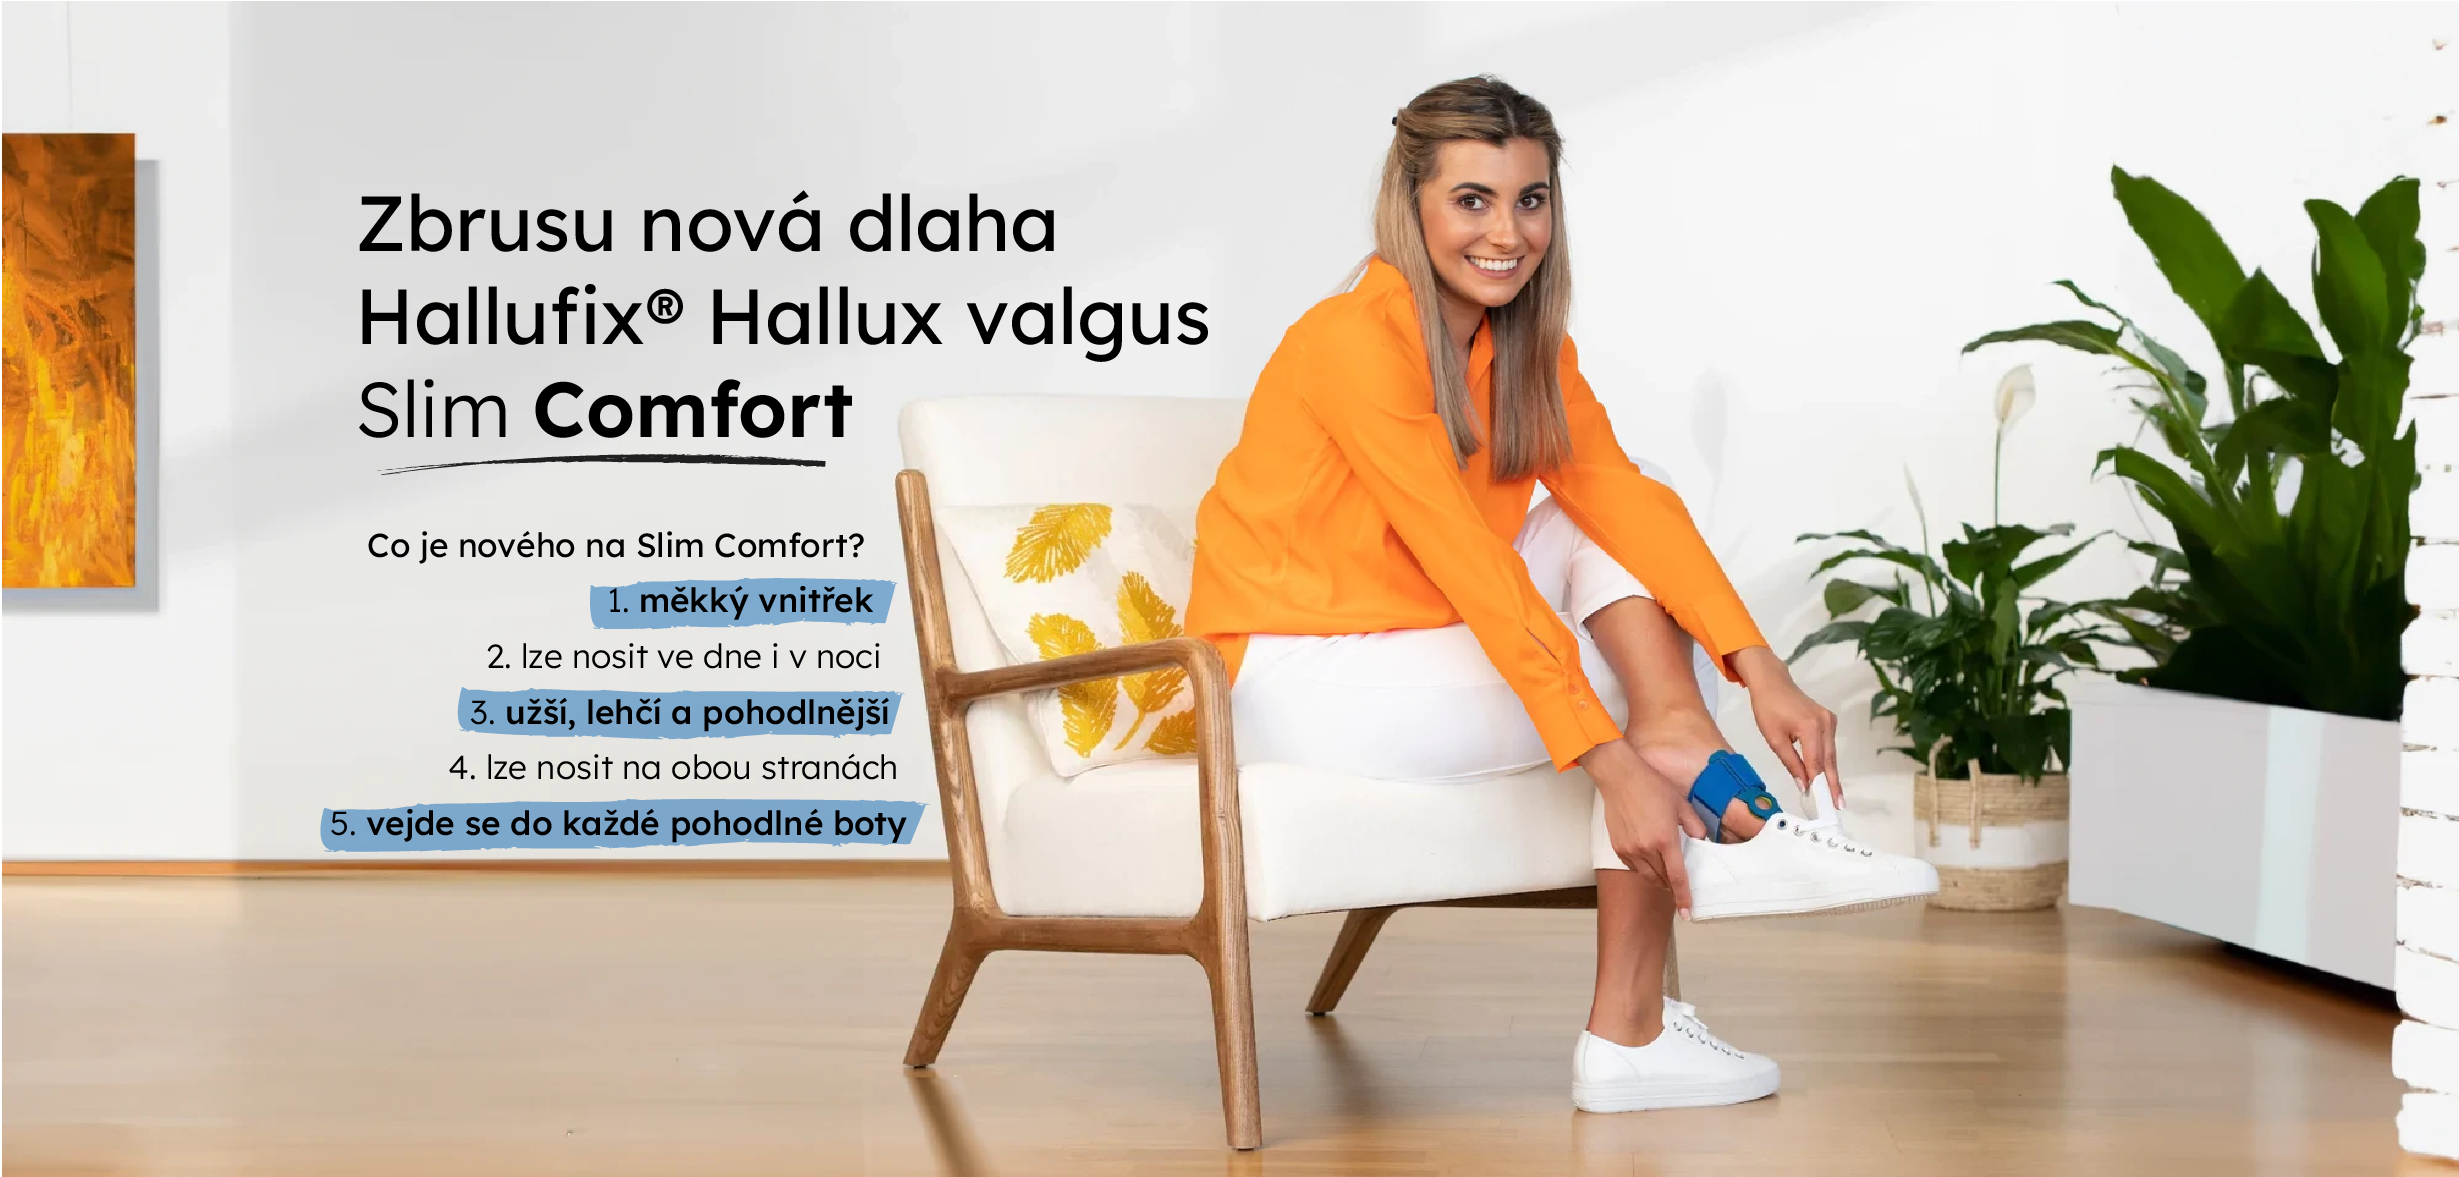 Zbrusu nová dlaha
Hallufix® Hallux valgus
Slim Comfort
Co je nového na Slim Comfort?
1. měkký vnitřek
2. lze nosit ve dne i v noci
3. užší, lehčí a pohodlnější
4. lze nosit na obou stranách
5. vejde se do každé pohodlné boty